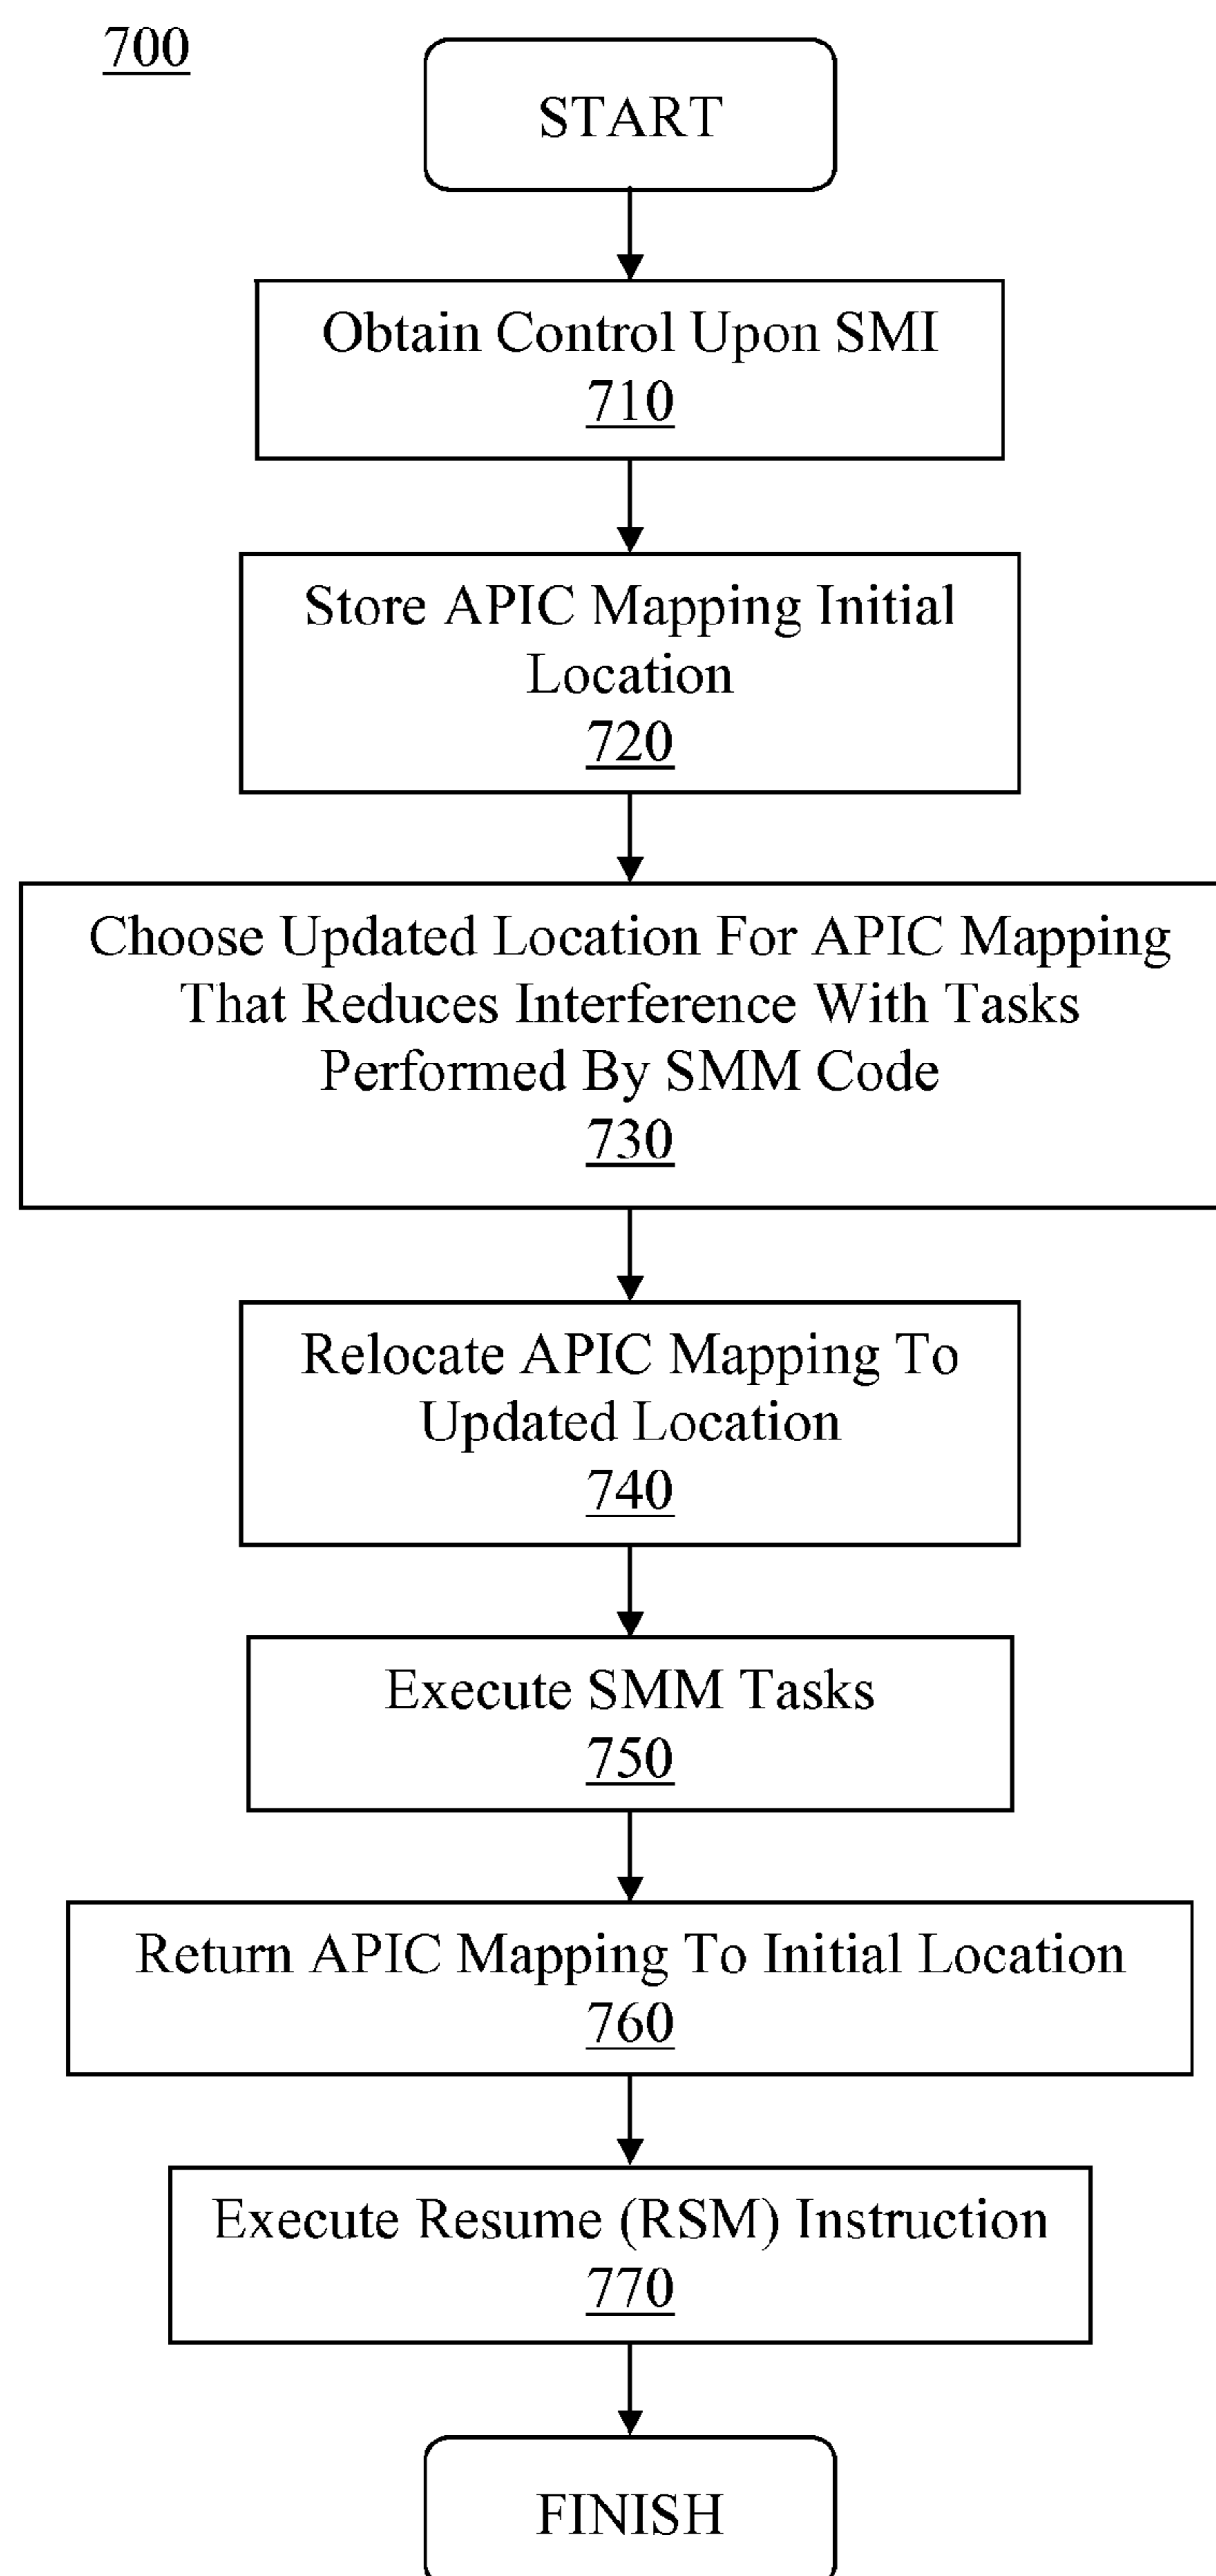 700
START
Obtain Control Upon SMI
710
Store APIC Mapping Initial
Location
720
Choose Updated Location For APIC Mapping
That Reduces Interference With Tasks
Performed By SMM Code
730
Relocate APIC Mapping To
Updated Location
740
Execute SMM Tasks
750
Return APIC Mapping To Initial Location
760
Execute Resume (RSM) Instruction
770
FINISH